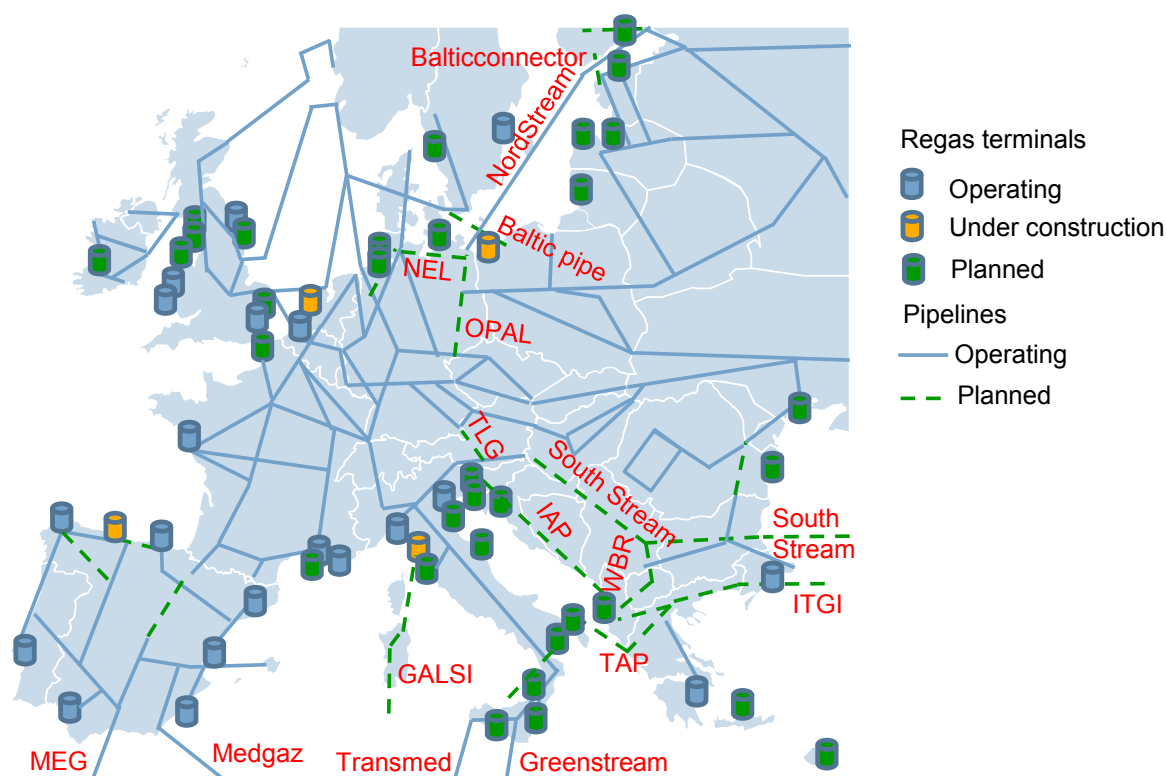 Balticconnector
NordStream
Baltic pipe
NEL
OPAL
TLG
South Stream
IAP
WBR
South
Stream
ITGI
TAP
GALSI
MEG
Medgaz
Transmed
Greenstream
Regas terminals
Operating
Under construction
Planned
Pipelines
Operating
Planned